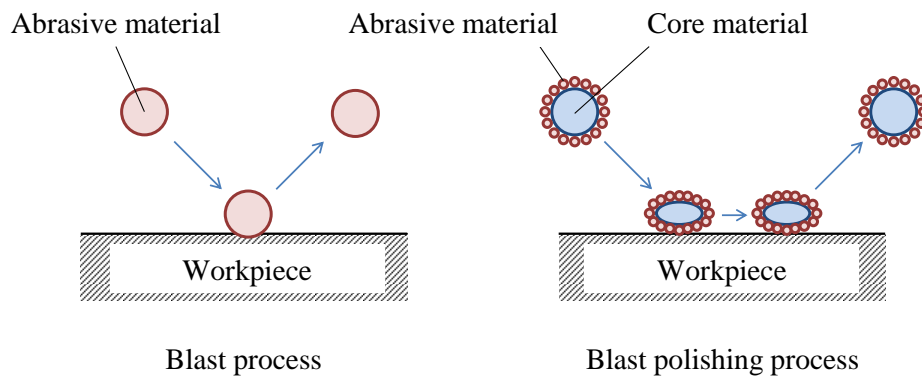 Abrasive material
Abrasive material
Core material
Workpiece
Workpiece
Blast process
Blast polishing process